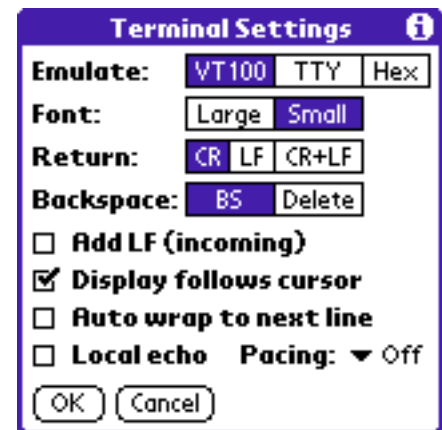 Terminal Settings i
Emulate: VT100 TTY Hex
Font: Large Small
Return: CR LF CR+LF
Backspace: BS Delete
Add LF (incoming)
Display follows cursor
Auto wrap to next line
Local echo Pacing: Off
OK Cancel